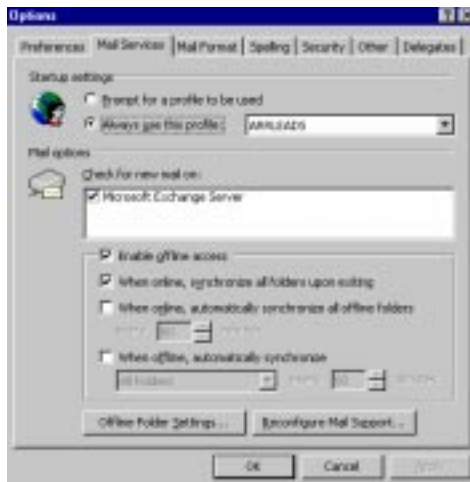 Options
Preferences Mail Services Mail Format Spelling Security Other Delegates
Startup settings
Prompt for a profile to be used
Always use this profile:
Mail options
Check for new mail on:
Microsoft Exchange Server
Enable offline access
When online, synchronize all folders upon exiting
When online, automatically synchronize all offline folders
When offline, automatically synchronize
All Folders
Offline Folder Settings... Reconfigure Mail Support...
OK Cancel Apply